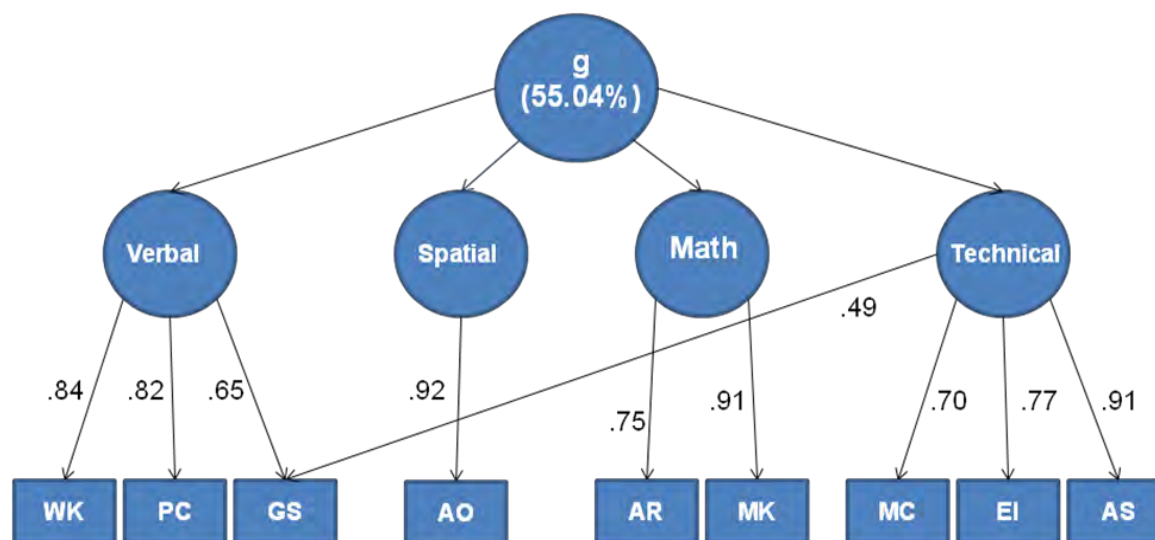 g
(55.04%)
Verbal
Spatial
Math
Technical
.49
.84
.82
.65
.92
.75
.91
.70
.77
.91
WK
PC
GS
AO
AR
MK
MC
EI
AS